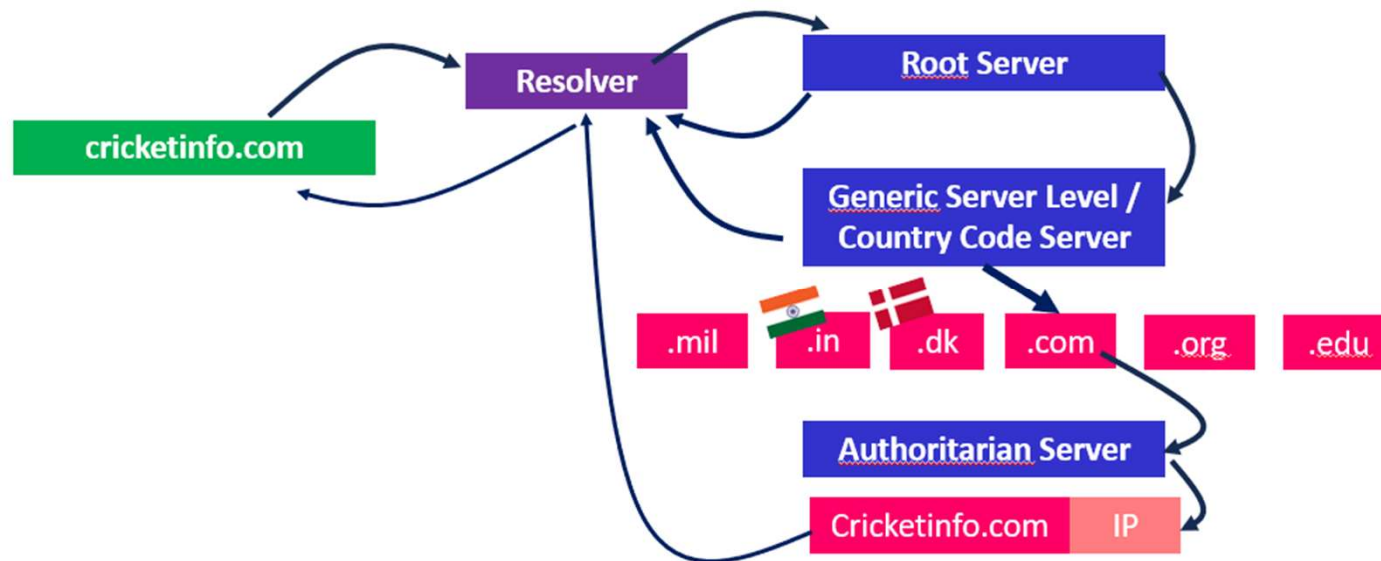 Resolver
Root Server
cricketinfo.com
Generic Server Level /
Country Code Server
.mil
.in
.dk
.com
.org
.edu
Authoritarian Server
Cricketinfo.com
IP